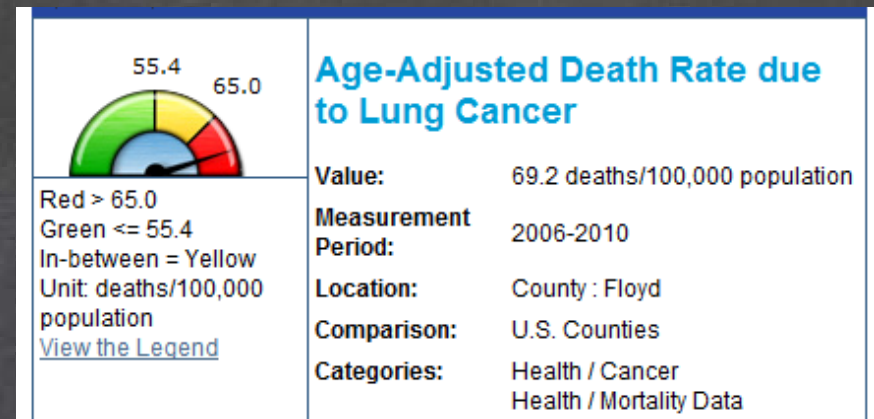 55.4
65.0
Red > 65.0
Green <= 55.4
In-between = Yellow
Unit: deaths/100,000
population
View the Legend
Age-Adjusted Death Rate due
to Lung Cancer
Value: 69.2 deaths/100,000 population
Measurement
Period: 2006-2010
Location: County : Floyd
Comparison: U.S. Counties
Categories: Health / Cancer
Health / Mortality Data